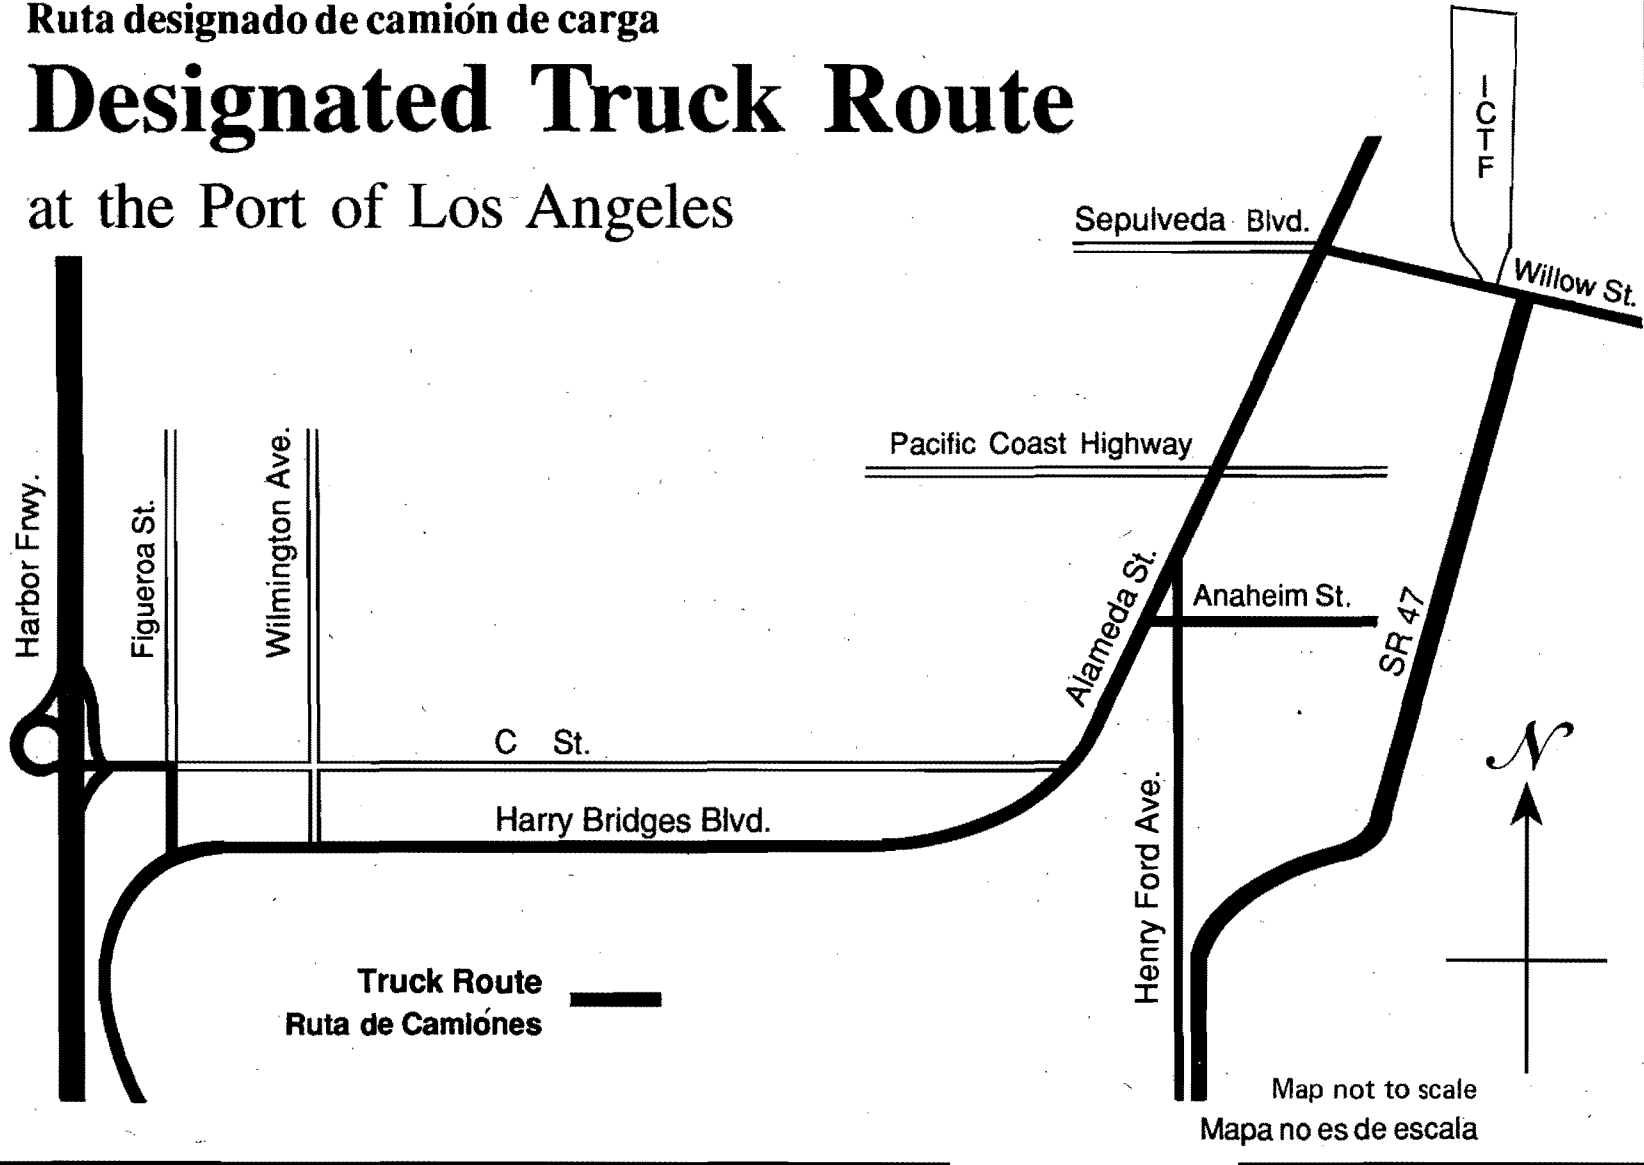 Ruta designado de camión de carga
Designated Truck Route
at the Port of Los Angeles
I
C
T
F
Sepulveda Blvd.
Willow St.
Pacific Coast Highway
Harbor Frwy.
Figueroa St.
Wilmington Ave.
Alameda St.
Anaheim St.
SR 47
C St.
Harry Bridges Blvd.
Henry Ford Ave.
N
Truck Route
Ruta de Camiónes
Map not to scale
Mapa no es de escala